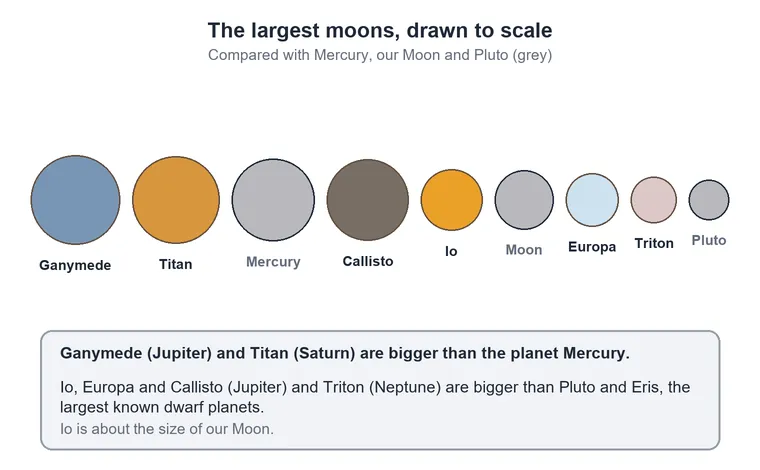 The largest moons, drawn to scale
Compared with Mercury, our Moon and Pluto (grey)
Ganymede
Titan
Mercury
Callisto
Io
Moon
Europa
Triton
Pluto
Ganymede (Jupiter) and Titan (Saturn) are bigger than the planet Mercury.
Io, Europa and Callisto (Jupiter) and Triton (Neptune) are bigger than Pluto and Eris, the
largest known dwarf planets.
Io is about the size of our Moon.